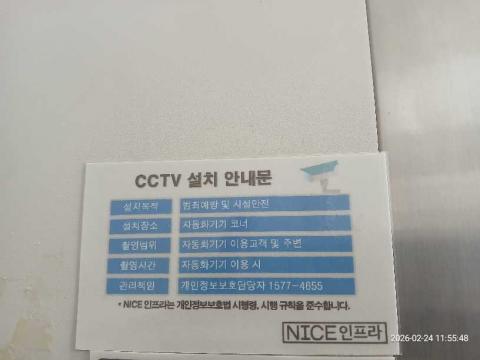 CCTV 설치 안내문
설치목적 범죄예방 및 시설안전
설치장소 자동화기기 코너
촬영범위 자동화기기 이용고객 및 주변
촬영시간 자동화기기 이용 시
관리책임 개인정보보호담당자 1577-4655
• NICE 인프라는 개인정보보호법 시행령, 시행 규칙을 준수합니다.
NICE인프라
2026-02-24 11:55:48